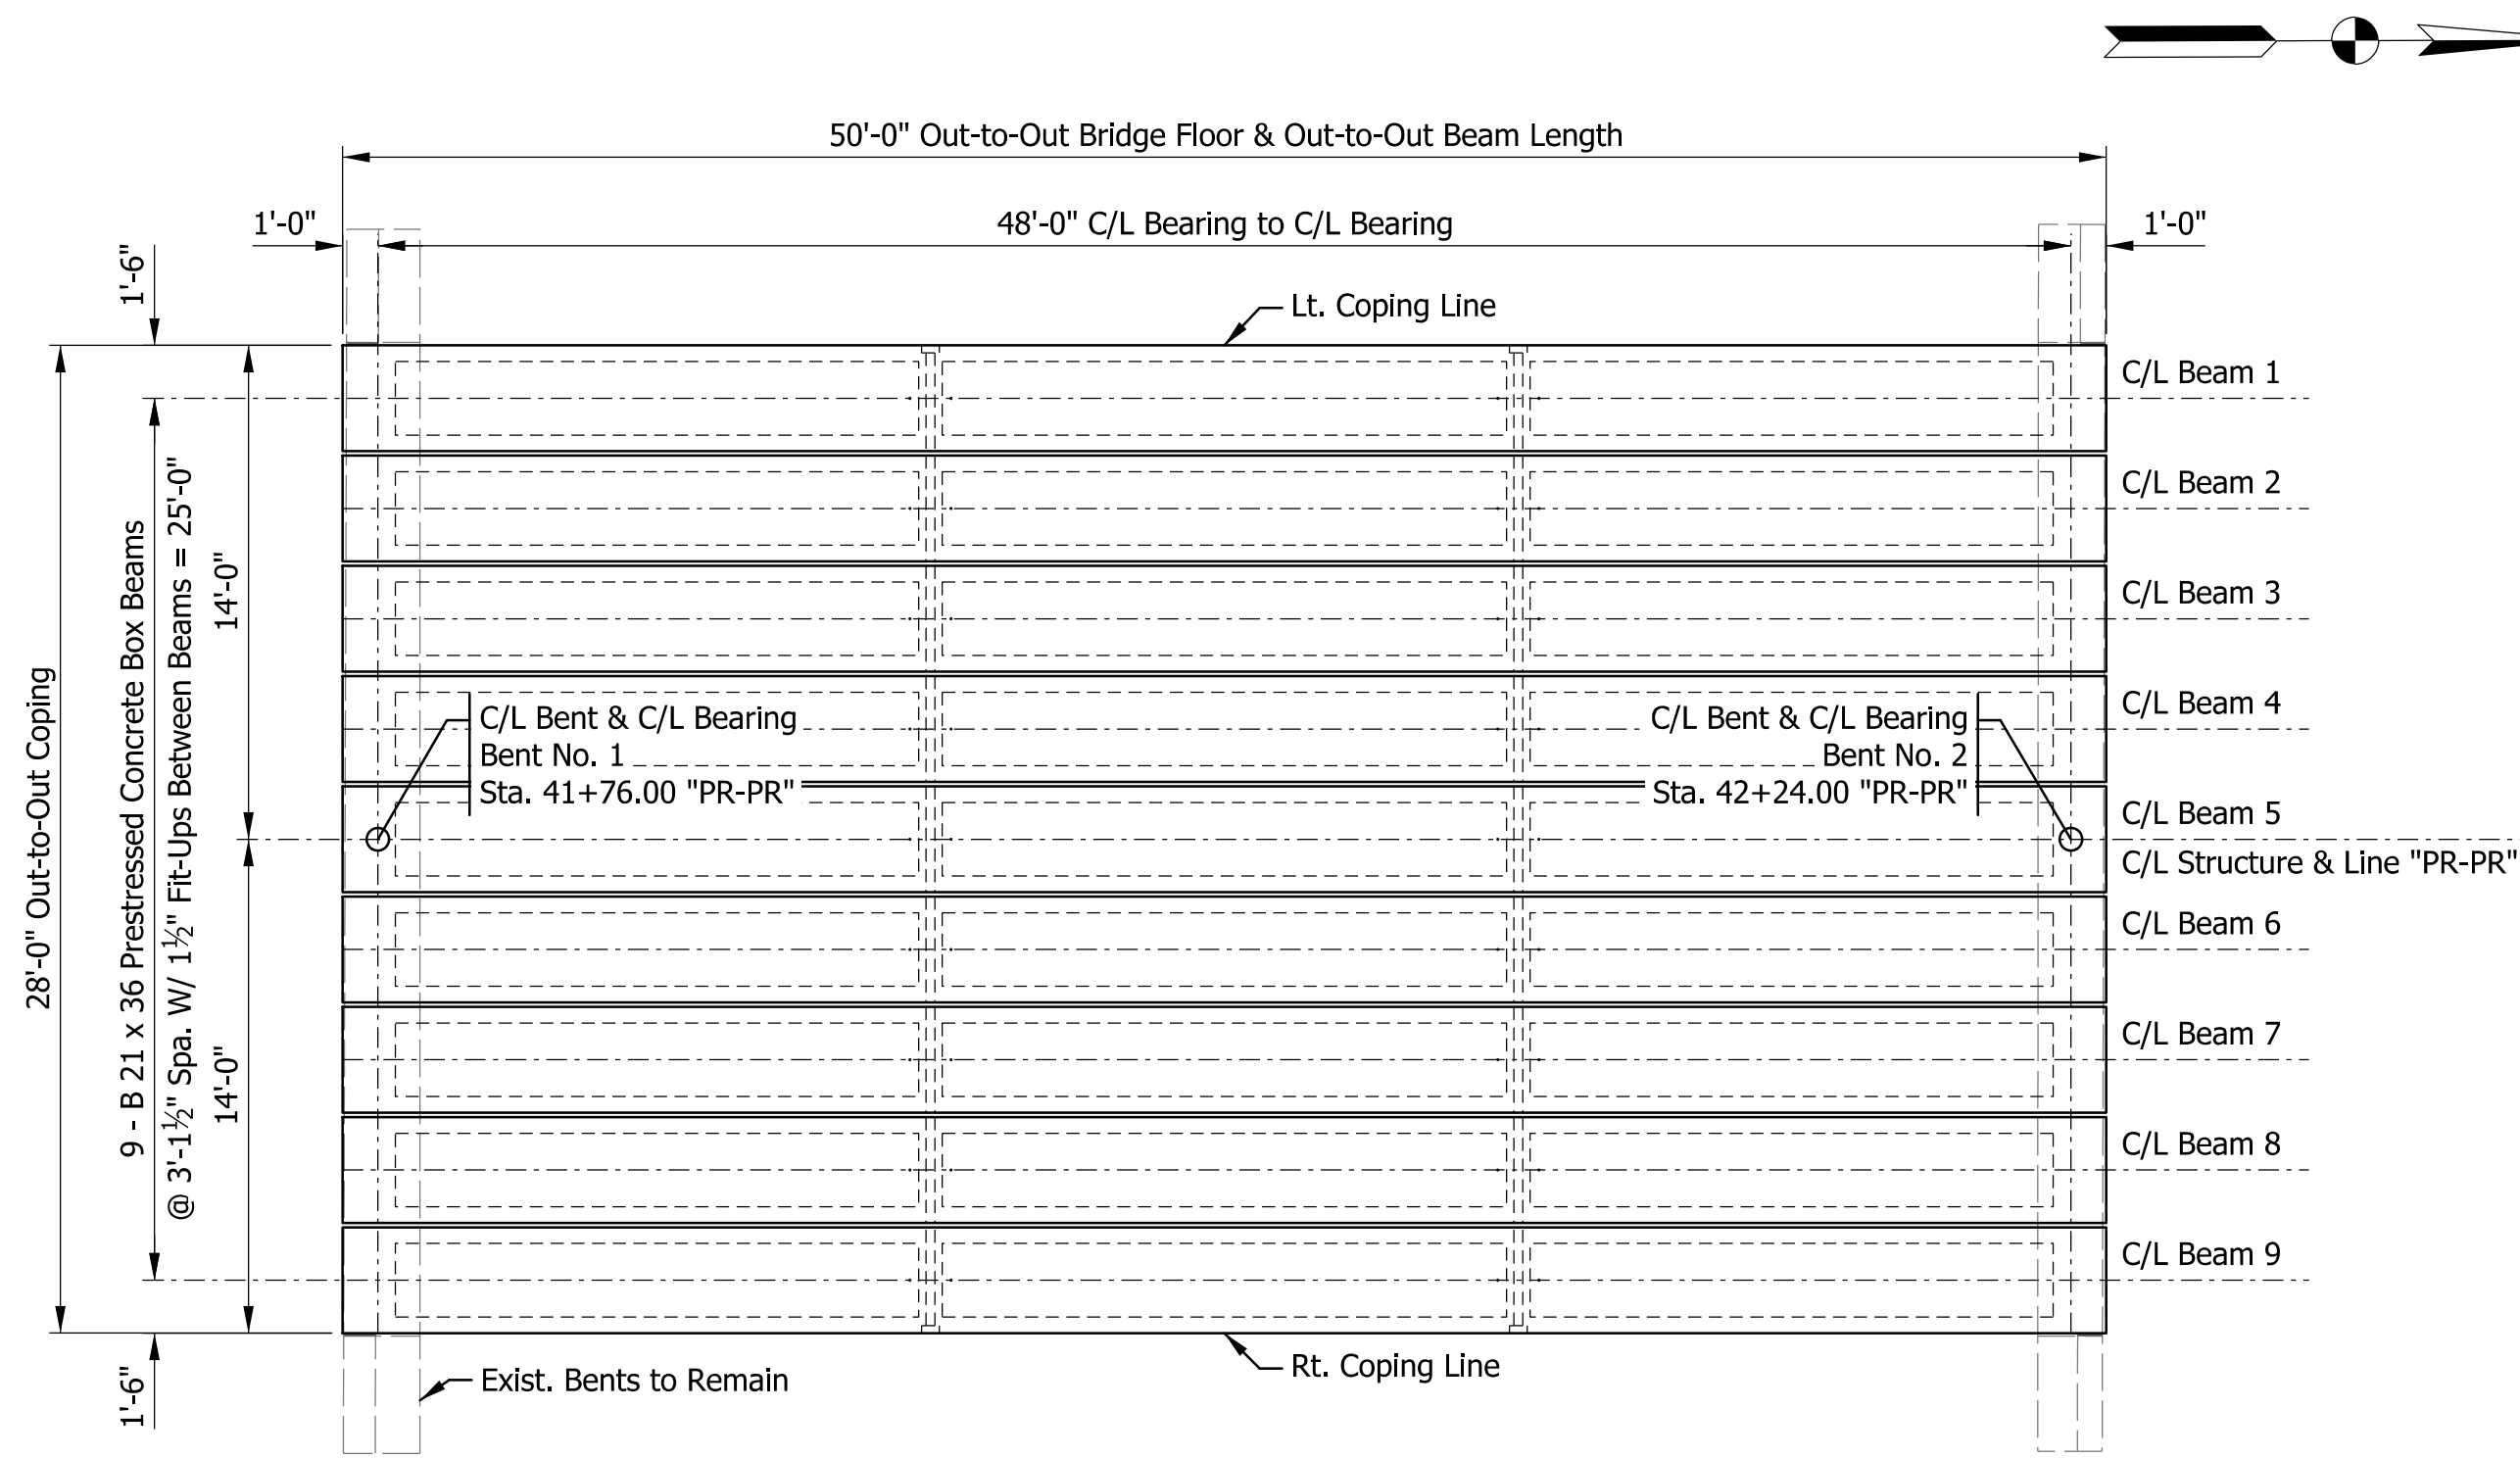 50'-0" Out-to-Out Bridge Floor & Out-to-Out Beam Length
1'-0"
48'-0" C/L Bearing to C/L Bearing
1'-0"
1'-6"
Lt. Coping Line
28'-0" Out-to-Out Coping
9 - B 21 x 36 Prestressed Concrete Box Beams
@ 3'-1½" Spa. W/ 1½" Fit-Ups Between Beams = 25'-0"
14'-0"
14'-0"
C/L Beam 1
C/L Beam 2
C/L Beam 3
C/L Beam 4
C/L Bent & C/L Bearing
Bent No. 1
Sta. 41+76.00 "PR-PR"
C/L Bent & C/L Bearing
Bent No. 2
Sta. 42+24.00 "PR-PR"
C/L Beam 5
C/L Structure & Line "PR-PR"
C/L Beam 6
C/L Beam 7
C/L Beam 8
C/L Beam 9
1'-6"
Exist. Bents to Remain
Rt. Coping Line